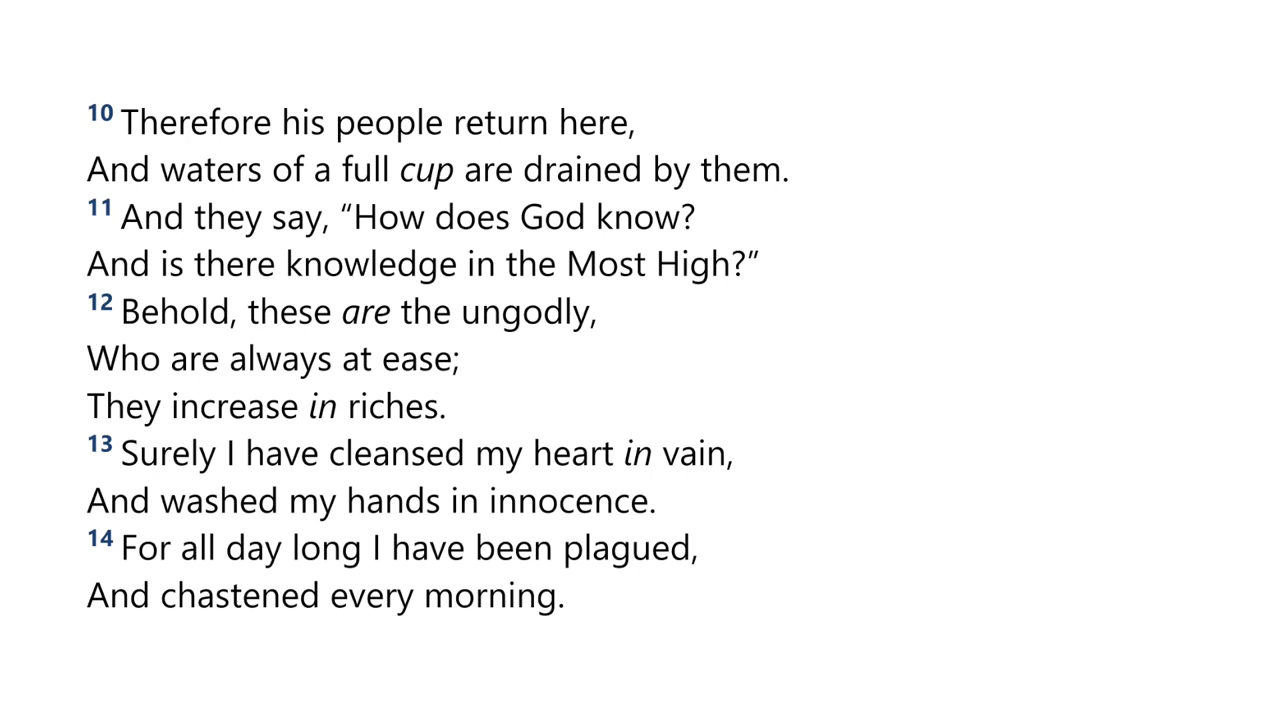 10 Therefore his people return here,
And waters of a full cup are drained by them.
11 And they say, “How does God know?
And is there knowledge in the Most High?”
12 Behold, these are the ungodly,
Who are always at ease;
They increase in riches.
13 Surely I have cleansed my heart in vain,
And washed my hands in innocence.
14 For all day long I have been plagued,
And chastened every morning.